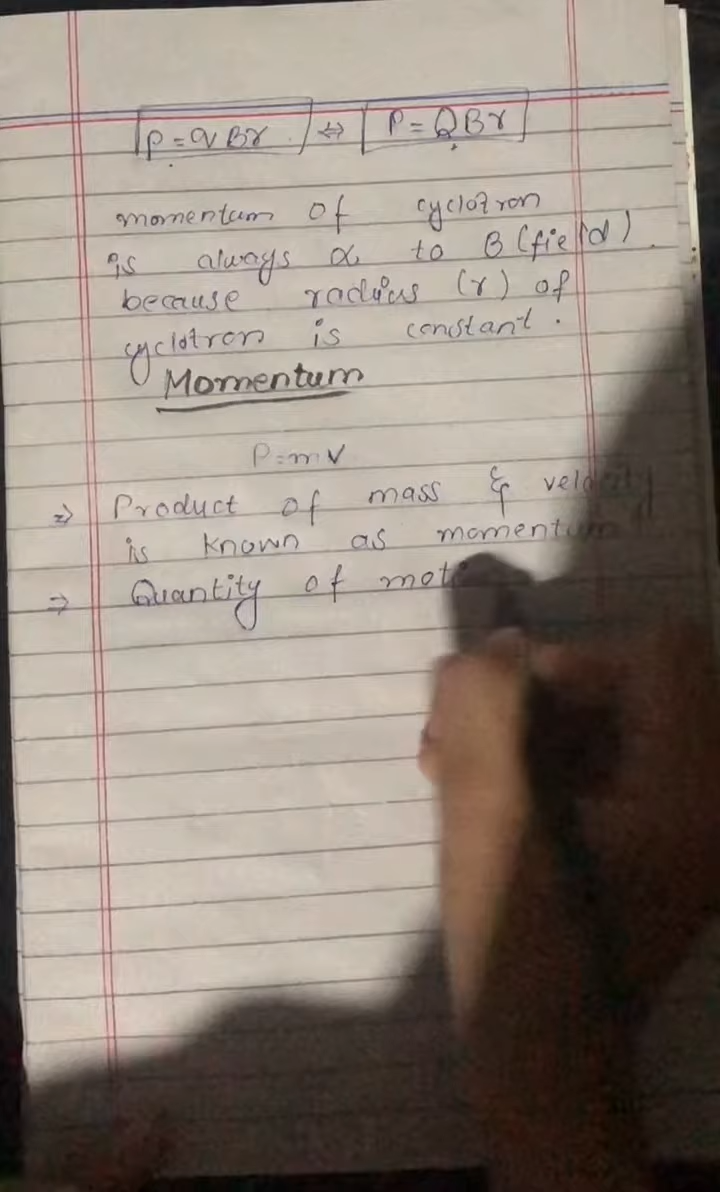 P=qBr ⇔ P=QBr
momentum of cyclotron
is always ∝ to B (field).
because radius (r) of
cyclotron is constant.
Momentum
P=mv
⇒ Product of mass & velocity
is known as momentum
⇒ Quantity of moti